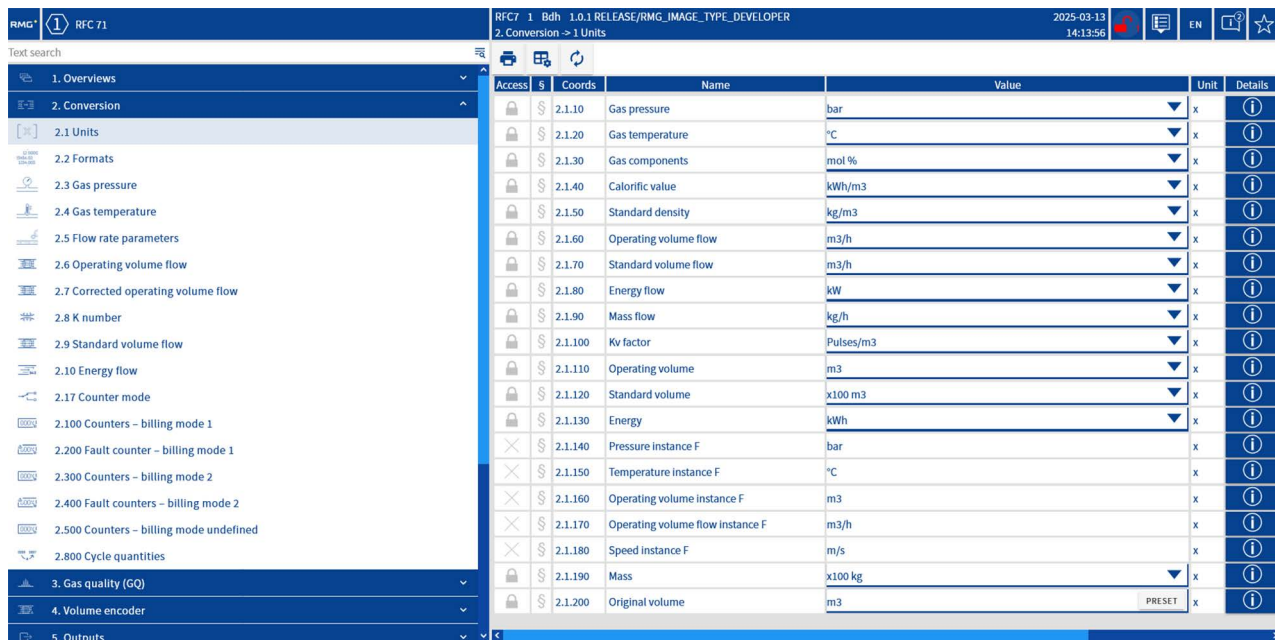 RMG 1 RFC 71
RFC7 1 Bdh 1.0.1 RELEASE/RMG_IMAGE_TYPE_DEVELOPER
2. Conversion -> 1 Units
2025-03-13
14:13:56
EN
Text search
1. Overviews
2. Conversion
2.1 Units
2.2 Formats
2.3 Gas pressure
2.4 Gas temperature
2.5 Flow rate parameters
2.6 Operating volume flow
2.7 Corrected operating volume flow
2.8 K number
2.9 Standard volume flow
2.10 Energy flow
2.17 Counter mode
2.100 Counters – billing mode 1
2.200 Fault counter – billing mode 1
2.300 Counters – billing mode 2
2.400 Fault counters – billing mode 2
2.500 Counters – billing mode undefined
2.800 Cycle quantities
3. Gas quality (GQ)
4. Volume encoder
5. Outputs
Access § Coords Name Value Unit Details
§ 2.1.10 Gas pressure bar x
§ 2.1.20 Gas temperature °C x
§ 2.1.30 Gas components mol % x
§ 2.1.40 Calorific value kWh/m3 x
§ 2.1.50 Standard density kg/m3 x
§ 2.1.60 Operating volume flow m3/h x
§ 2.1.70 Standard volume flow m3/h x
§ 2.1.80 Energy flow kW x
§ 2.1.90 Mass flow kg/h x
§ 2.1.100 Kv factor Pulses/m3 x
§ 2.1.110 Operating volume m3 x
§ 2.1.120 Standard volume x100 m3 x
§ 2.1.130 Energy kWh x
§ 2.1.140 Pressure instance F bar x
§ 2.1.150 Temperature instance F °C x
§ 2.1.160 Operating volume instance F m3 x
§ 2.1.170 Operating volume flow instance F m3/h x
§ 2.1.180 Speed instance F m/s x
§ 2.1.190 Mass x100 kg x
§ 2.1.200 Original volume m3 PRESET x